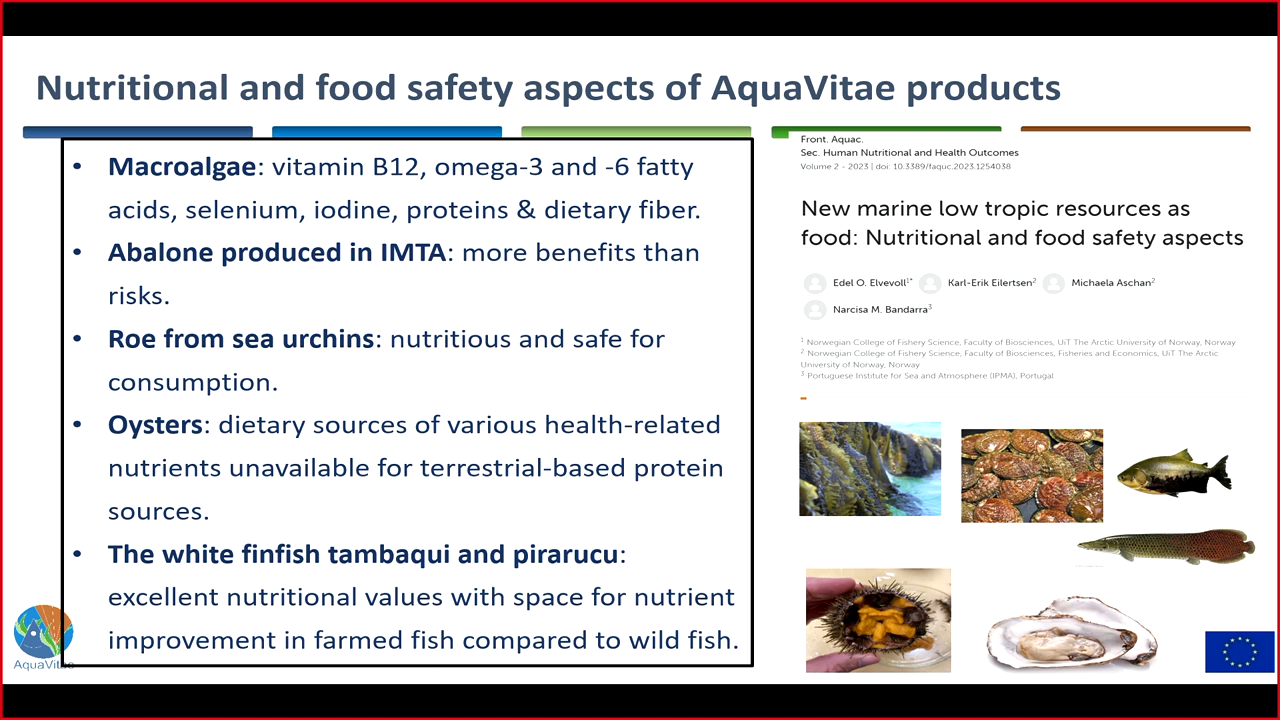 Nutritional and food safety aspects of AquaVitae products
• Macroalgae: vitamin B12, omega-3 and -6 fatty
acids, selenium, iodine, proteins & dietary fiber.
• Abalone produced in IMTA: more benefits than
risks.
• Roe from sea urchins: nutritious and safe for
consumption.
• Oysters: dietary sources of various health-related
nutrients unavailable for terrestrial-based protein
sources.
• The white finfish tambaqui and pirarucu:
excellent nutritional values with space for nutrient
improvement in farmed fish compared to wild fish.
Front. Aquac.
Sec. Human Nutritional and Health Outcomes
Volume 2 - 2023 | doi: 10.3389/faquc.2023.1254038
New marine low tropic resources as
food: Nutritional and food safety aspects
Edel O. Elvevoll1* Karl-Erik Eilertsen2 Michaela Aschan2
Narcisa M. Bandarra3
1 Norwegian College of Fishery Science, Faculty of Biosciences, UiT The Arctic University of Norway, Norway
2 Norwegian College of Fishery Science, Faculty of Biosciences, Fisheries and Economics, UiT The Arctic
University of Norway, Norway
3 Portuguese Institute for Sea and Atmosphere (IPMA), Portugal
AquaVitae